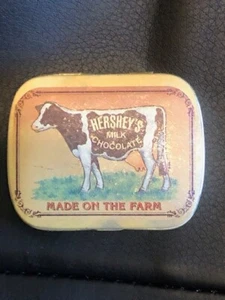 HERSHEY'S
MILK
CHOCOLATE
MADE ON THE FARM